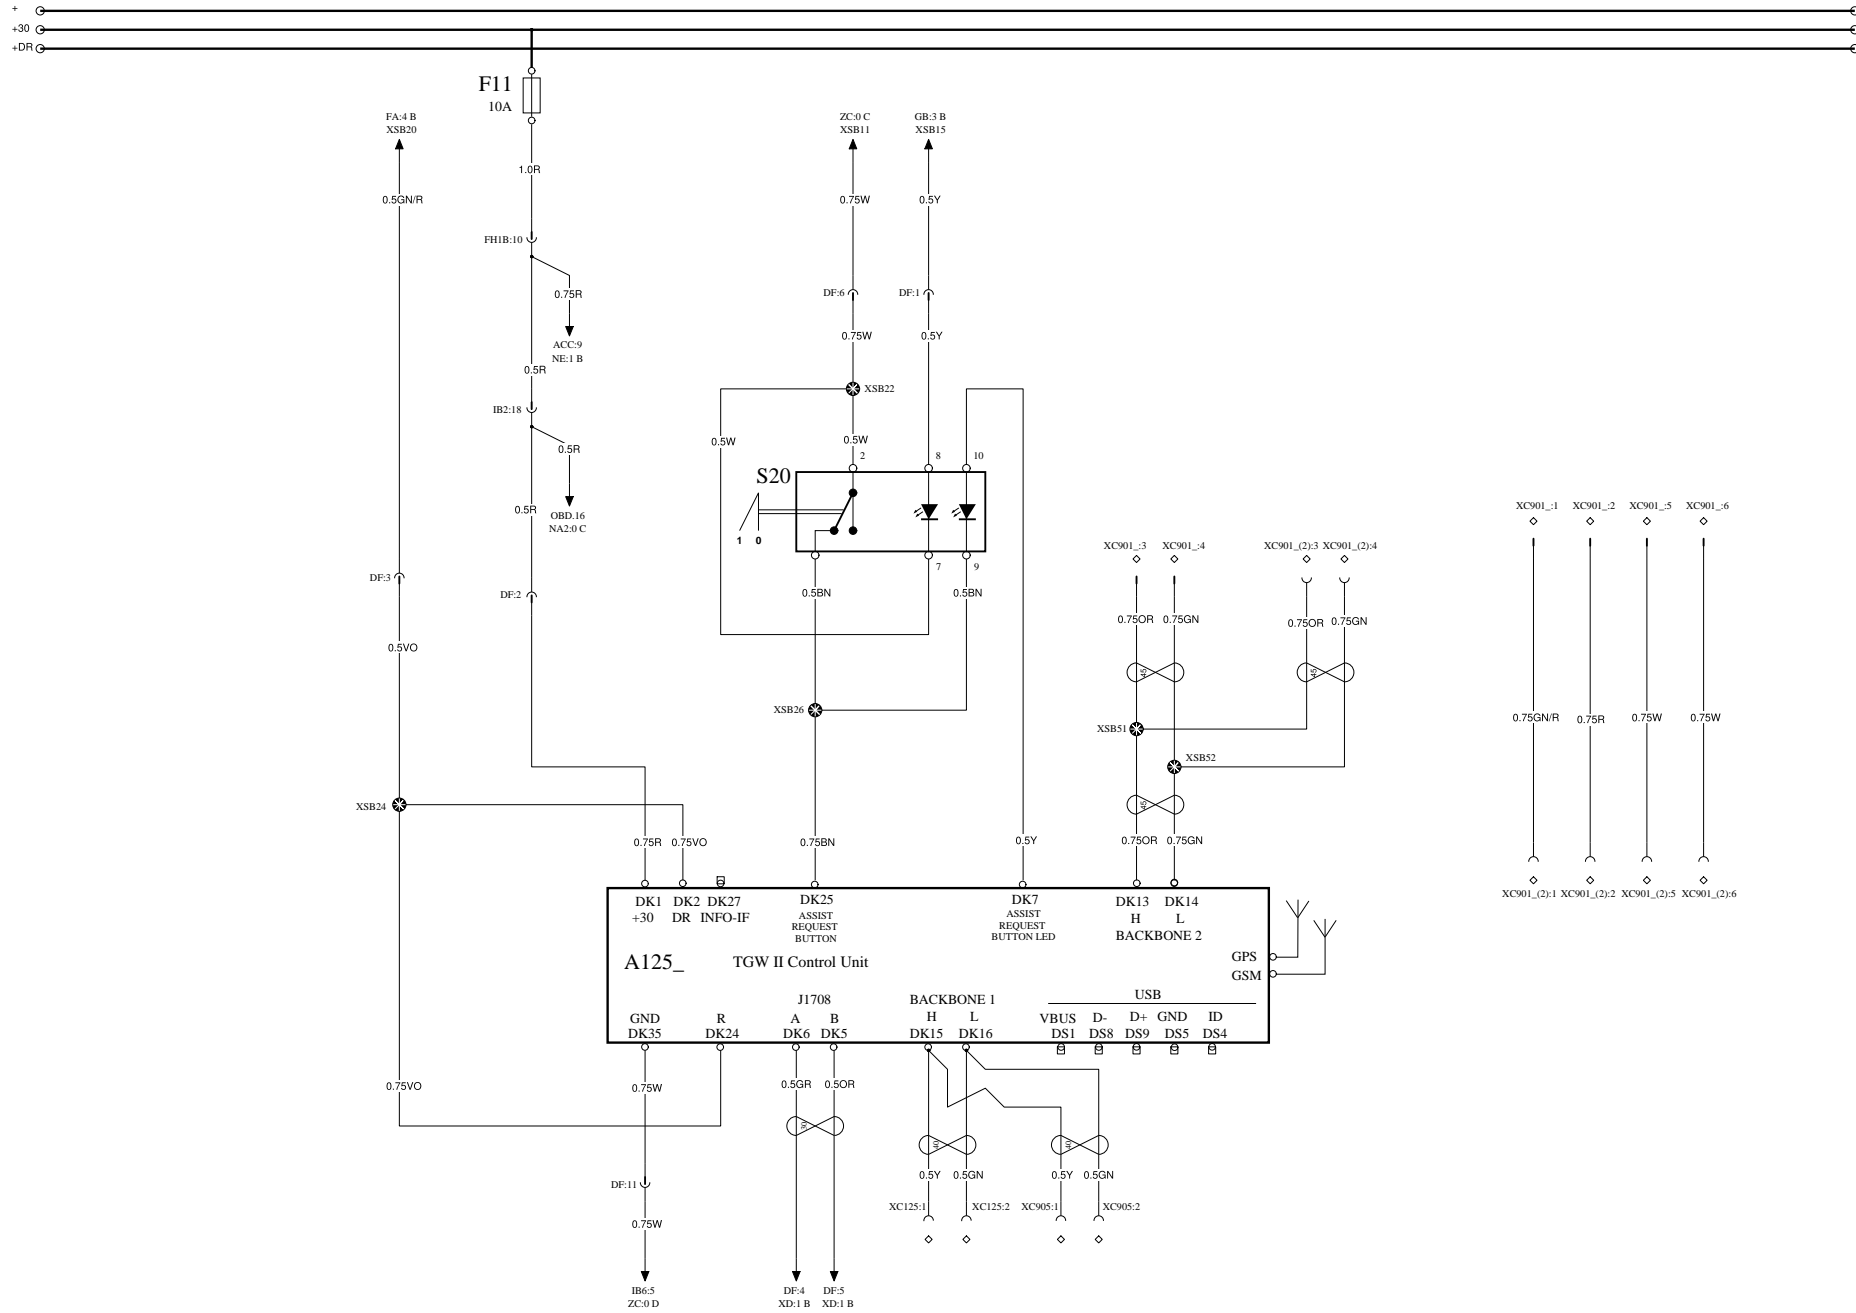 +
+30
+DR
F11
10A
FA:4 B
XSB20
ZC:0 C
XSB11
GB:3 B
XSB15
1.0R
0.5GN/R
0.75W
0.5Y
FH1B:10
0.75R
DF:6
DF:1
0.75W
0.5Y
ACC:9
NE:1 B
0.5R
XSB22
IB2:18
0.5R
0.5W
0.5W
2
8
10
S20
0.5R
OBD.16
NA2:0 C
1 0
XC901_:1
XC901_:2
XC901_:5
XC901_:6
XC901_:3
XC901_:4
XC901_(2):3
XC901_(2):4
7
9
DF:3
DF:2
0.5BN
0.5BN
0.75OR
0.75GN
0.75OR
0.75GN
0.5VO
45
45
XSB26
0.75GN/R
0.75R
0.75W
0.75W
XSB51
XSB52
XSB24
45
0.75R
0.75VO
0.75BN
0.5Y
0.75OR
0.75GN
XC901_(2):1
XC901_(2):2
XC901_(2):5
XC901_(2):6
DK1
DK2
DK27
DK25
DK7
DK13
DK14
+30
DR
INFO-IF
ASSIST
REQUEST
BUTTON
ASSIST
REQUEST
BUTTON LED
H
L
BACKBONE 2
A125_
TGW II Control Unit
GPS
GSM
USB
J1708
BACKBONE 1
GND
R
A
B
H
L
VBUS
D-
D+
GND
ID
DK35
DK24
DK6
DK5
DK15
DK16
DS1
DS8
DS9
DS5
DS4
0.75VO
0.75W
0.5GR
0.5OR
30
40
40
0.5Y
0.5GN
0.5Y
0.5GN
DF:11
XC125:1
XC125:2
XC905:1
XC905:2
0.75W
IB6:5
ZC:0 D
DF:4
XD:1 B
DF:5
XD:1 B